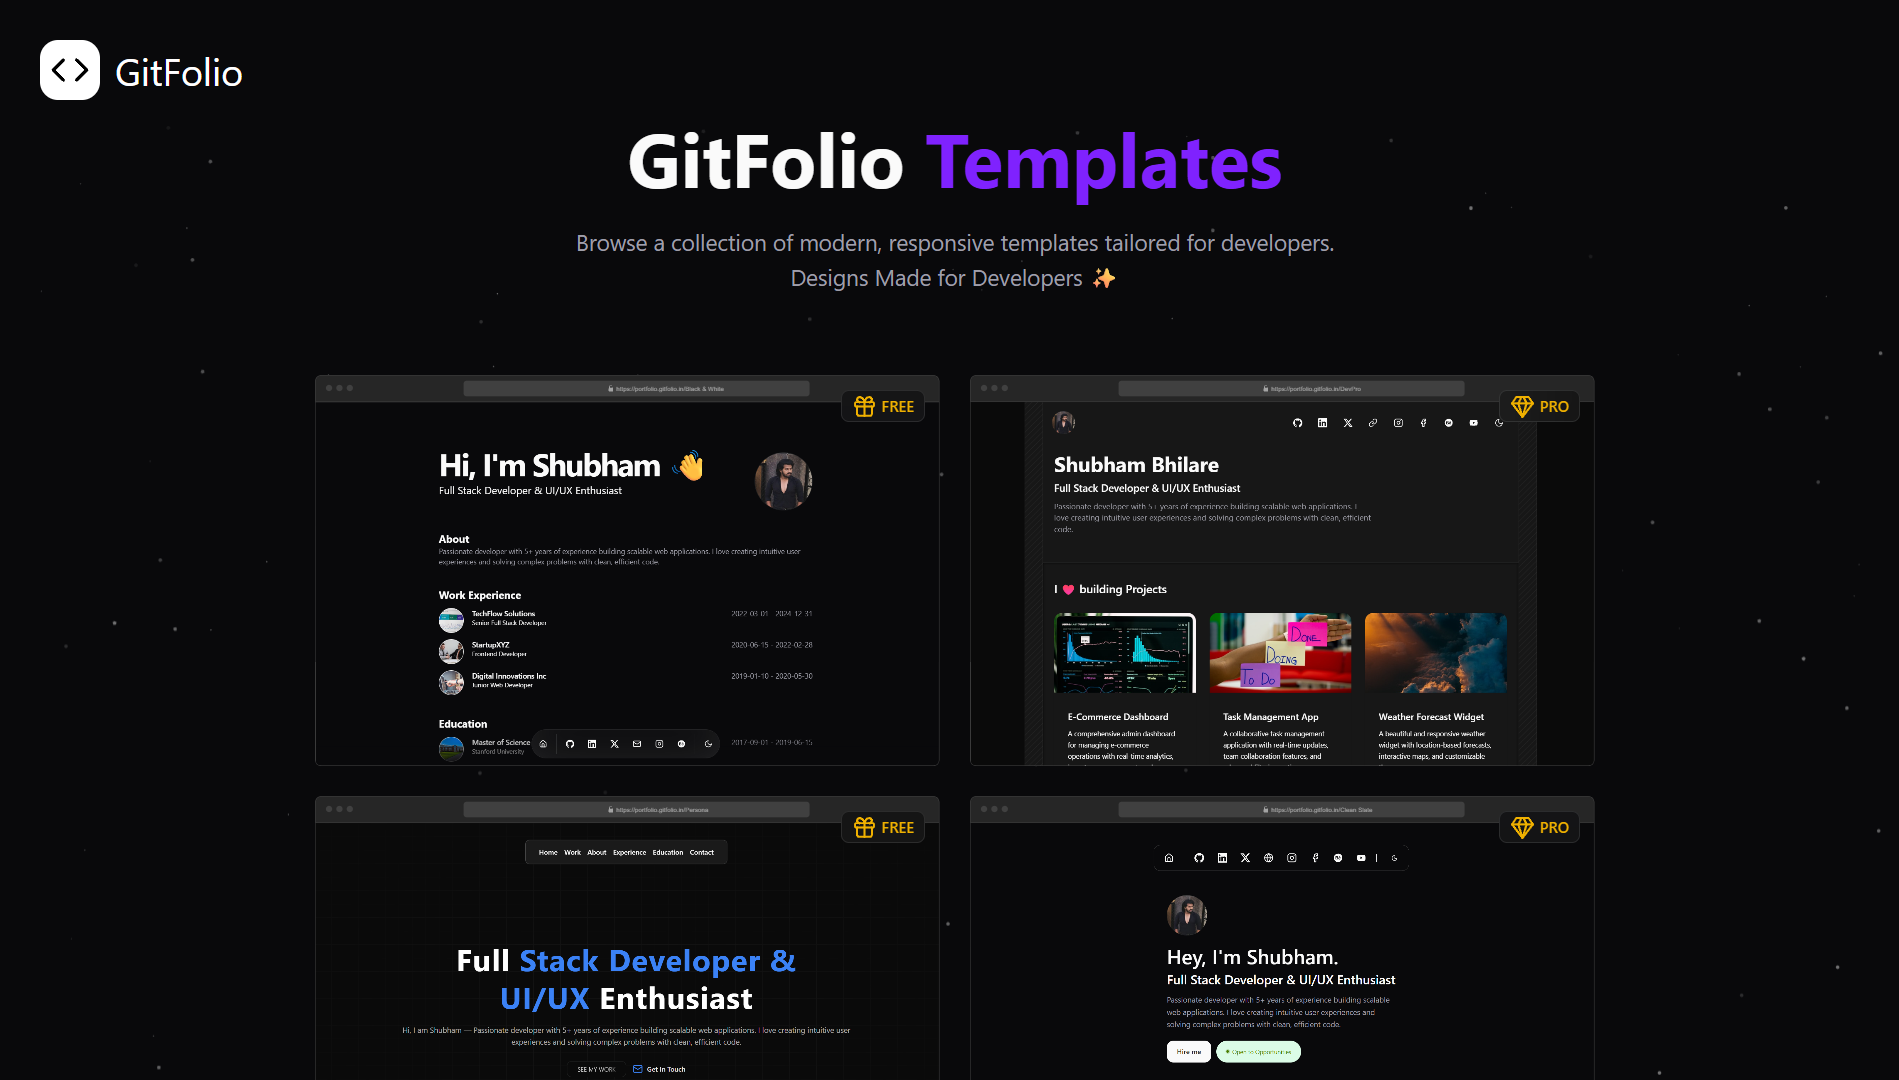 GitFolio
GitFolio Templates
Browse a collection of modern, responsive templates tailored for developers.
Designs Made for Developers ✨
https://portfolio.gitfolio.in/Black & White
FREE
Hi, I'm Shubham 👋
Full Stack Developer & UI/UX Enthusiast
About
Passionate developer with 5+ years of experience building scalable web applications. I love creating intuitive user
experiences and solving complex problems with clean, efficient code.
Work Experience
TechFlow Solutions
2022-03-01 - 2024-12-31
Senior Full Stack Developer
StartupXYZ
2020-06-15 - 2022-02-28
Frontend Developer
Digital Innovations Inc
2019-01-10 - 2020-05-30
Junior Web Developer
Education
Master of Science
2017-09-01 - 2019-06-15
Stanford University
https://portfolio.gitfolio.in/DevPro
PRO
Shubham Bhilare
Full Stack Developer & UI/UX Enthusiast
Passionate developer with 5+ years of experience building scalable web applications. I
love creating intuitive user experiences and solving complex problems with clean, efficient
code.
I ❤ building Projects
DONE
DOING
To Do
E-Commerce Dashboard
A comprehensive admin dashboard
for managing e-commerce
operations with real-time analytics,
Task Management App
A collaborative task management
application with real-time updates,
team collaboration features, and
Weather Forecast Widget
A beautiful and responsive weather
widget with location-based forecasts,
interactive maps, and customizable
https://portfolio.gitfolio.in/Persona
FREE
Home Work About Experience Education Contact
Full Stack Developer &
UI/UX Enthusiast
Hi, I am Shubham — Passionate developer with 5+ years of experience building scalable web applications. I love creating intuitive user
experiences and solving complex problems with clean, efficient code.
SEE MY WORK
Get In Touch
https://portfolio.gitfolio.in/Clean Slate
PRO
Hey, I'm Shubham.
Full Stack Developer & UI/UX Enthusiast
Passionate developer with 5+ years of experience building scalable
web applications. I love creating intuitive user experiences and
solving complex problems with clean, efficient code.
Hire me
Open to Opportunities